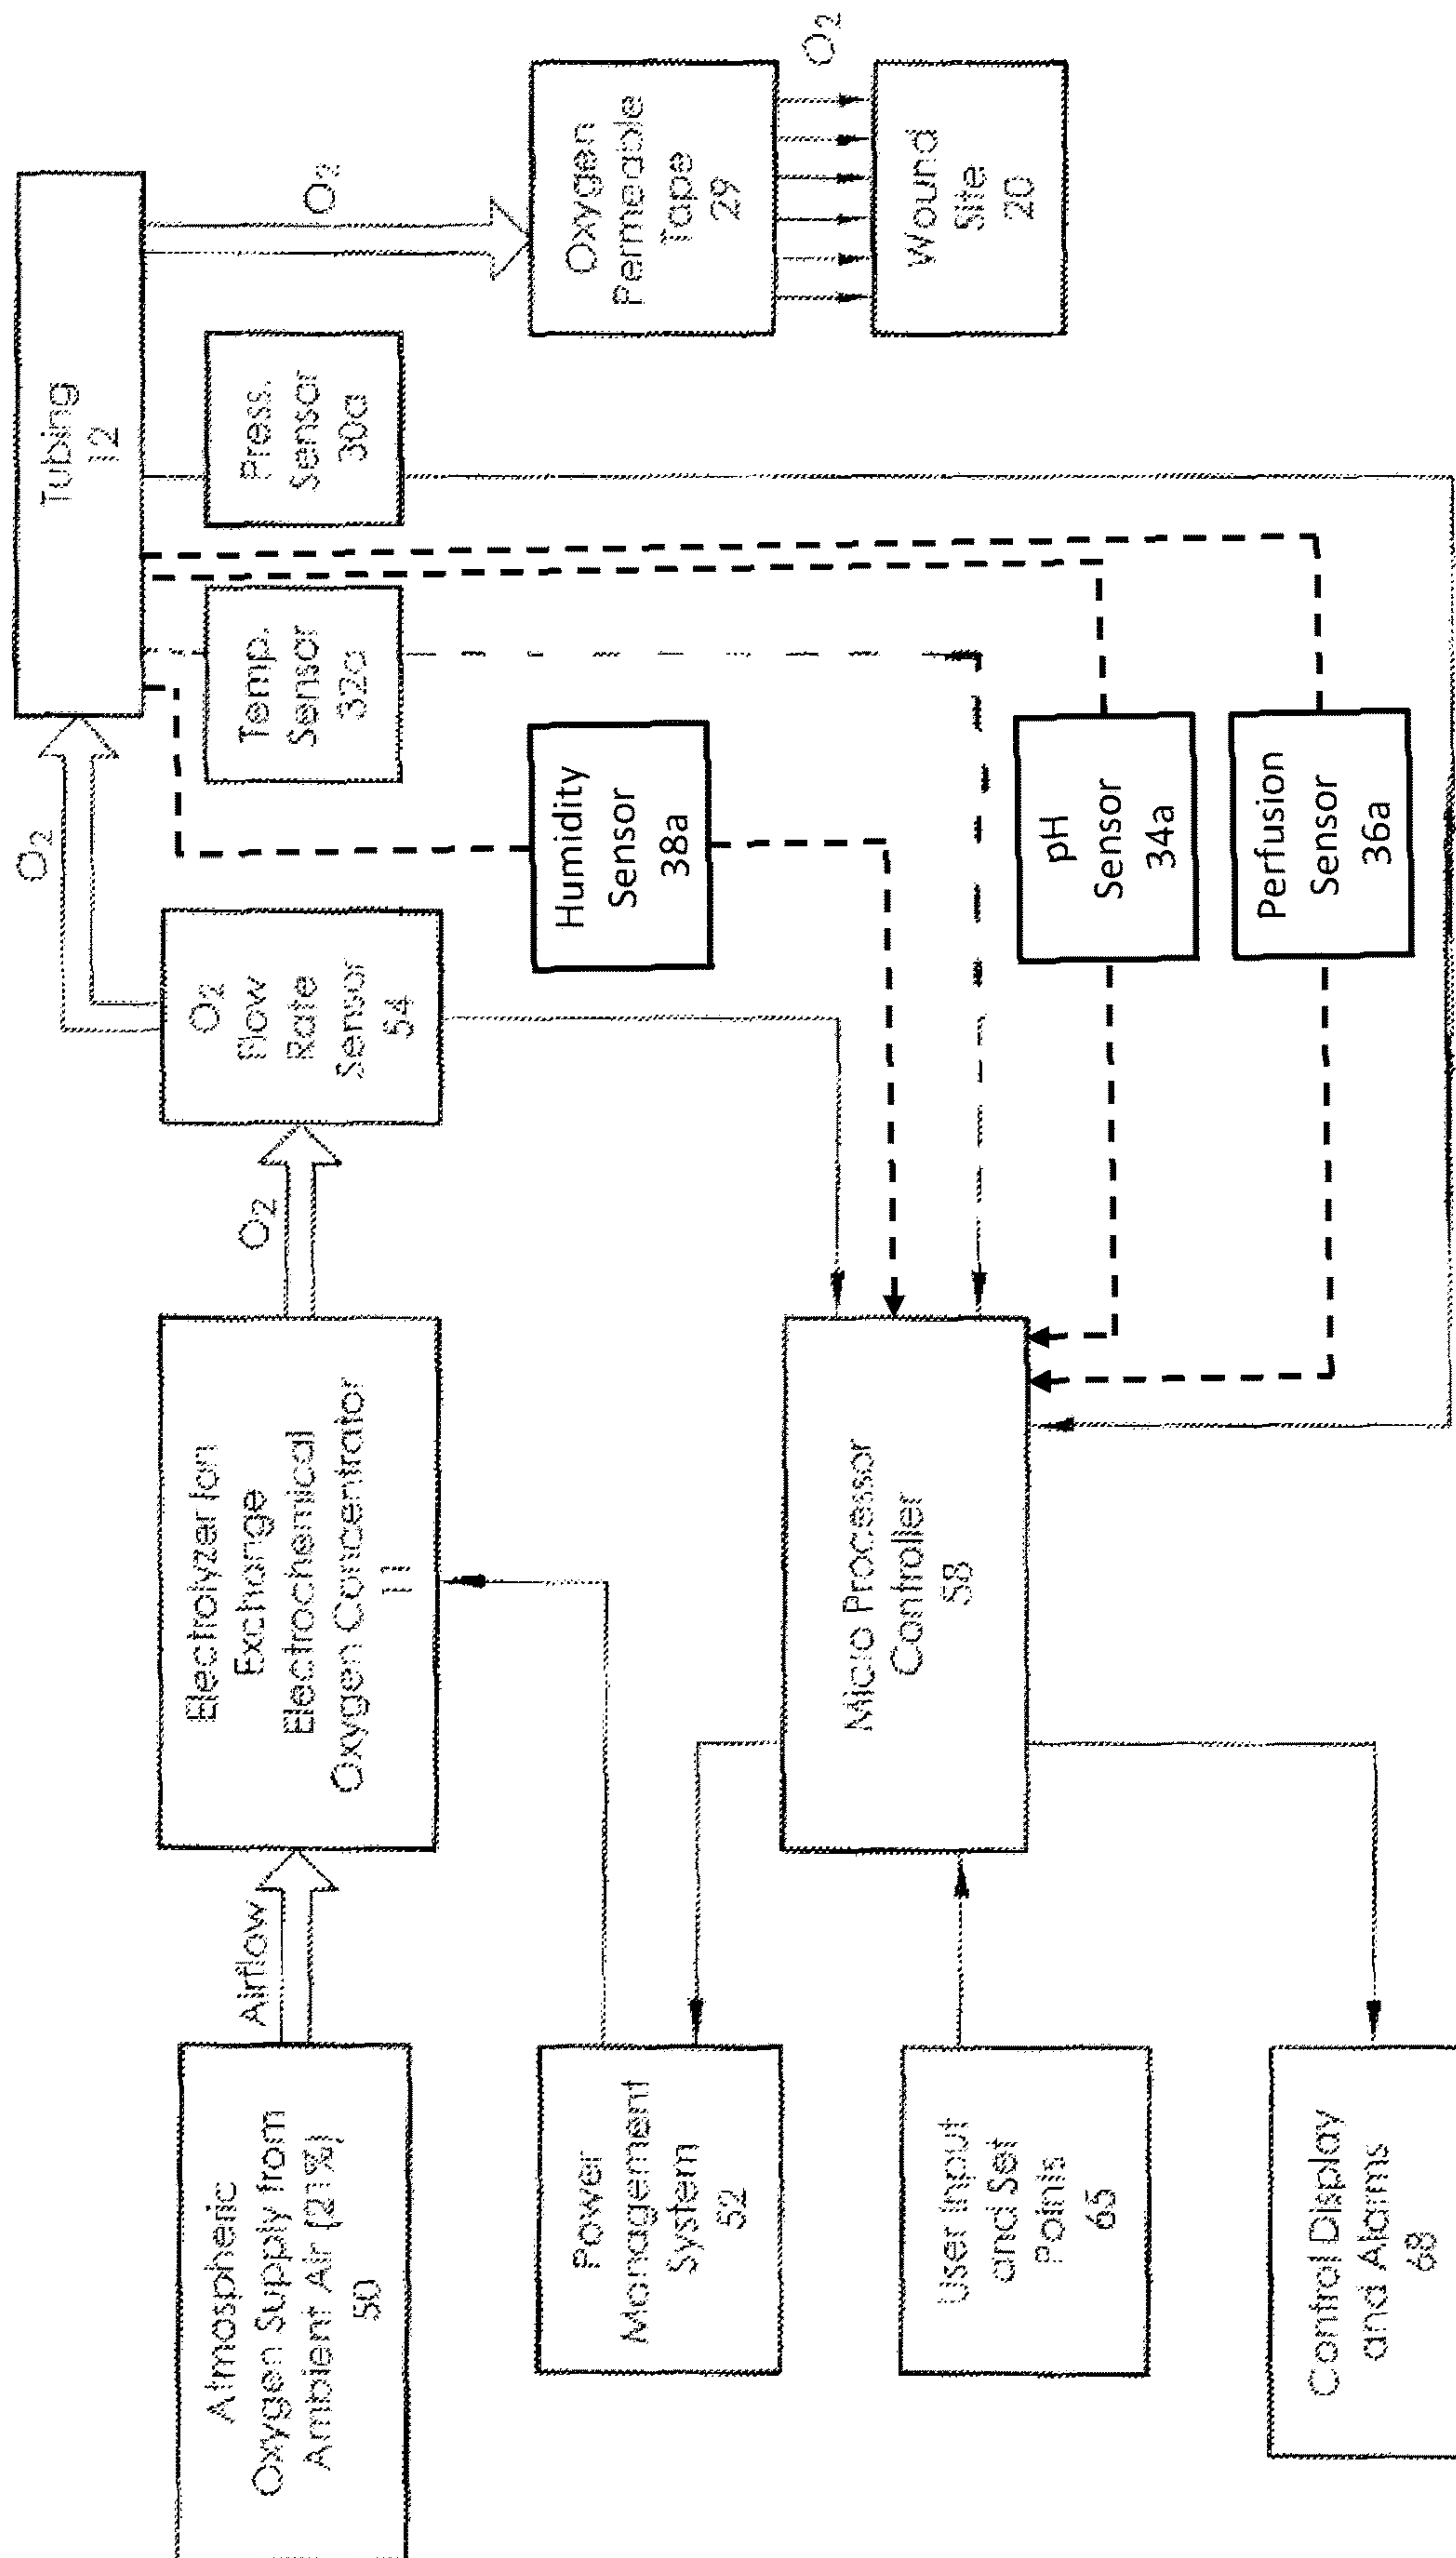 Atmospheric
Oxygen Supply from
Ambient Air (21%)
50
Airflow
Electrolyzer Ion
Exchange
Electrochemical
Oxygen Concentrator
11
O2
O2
Flow
Rate
Sensor
54
O2
Tubing
12
O2
Temp.
Sensor
32a
Press.
Sensor
30a
Oxygen
Permeable
Tape
29
O2
Wound
Site
20
Humidity
Sensor
38a
Power
Management
System
52
Micro Processor
Controller
58
pH
Sensor
34a
Perfusion
Sensor
36a
User Input
and Set
Points
65
Control Display
and Alarms
68